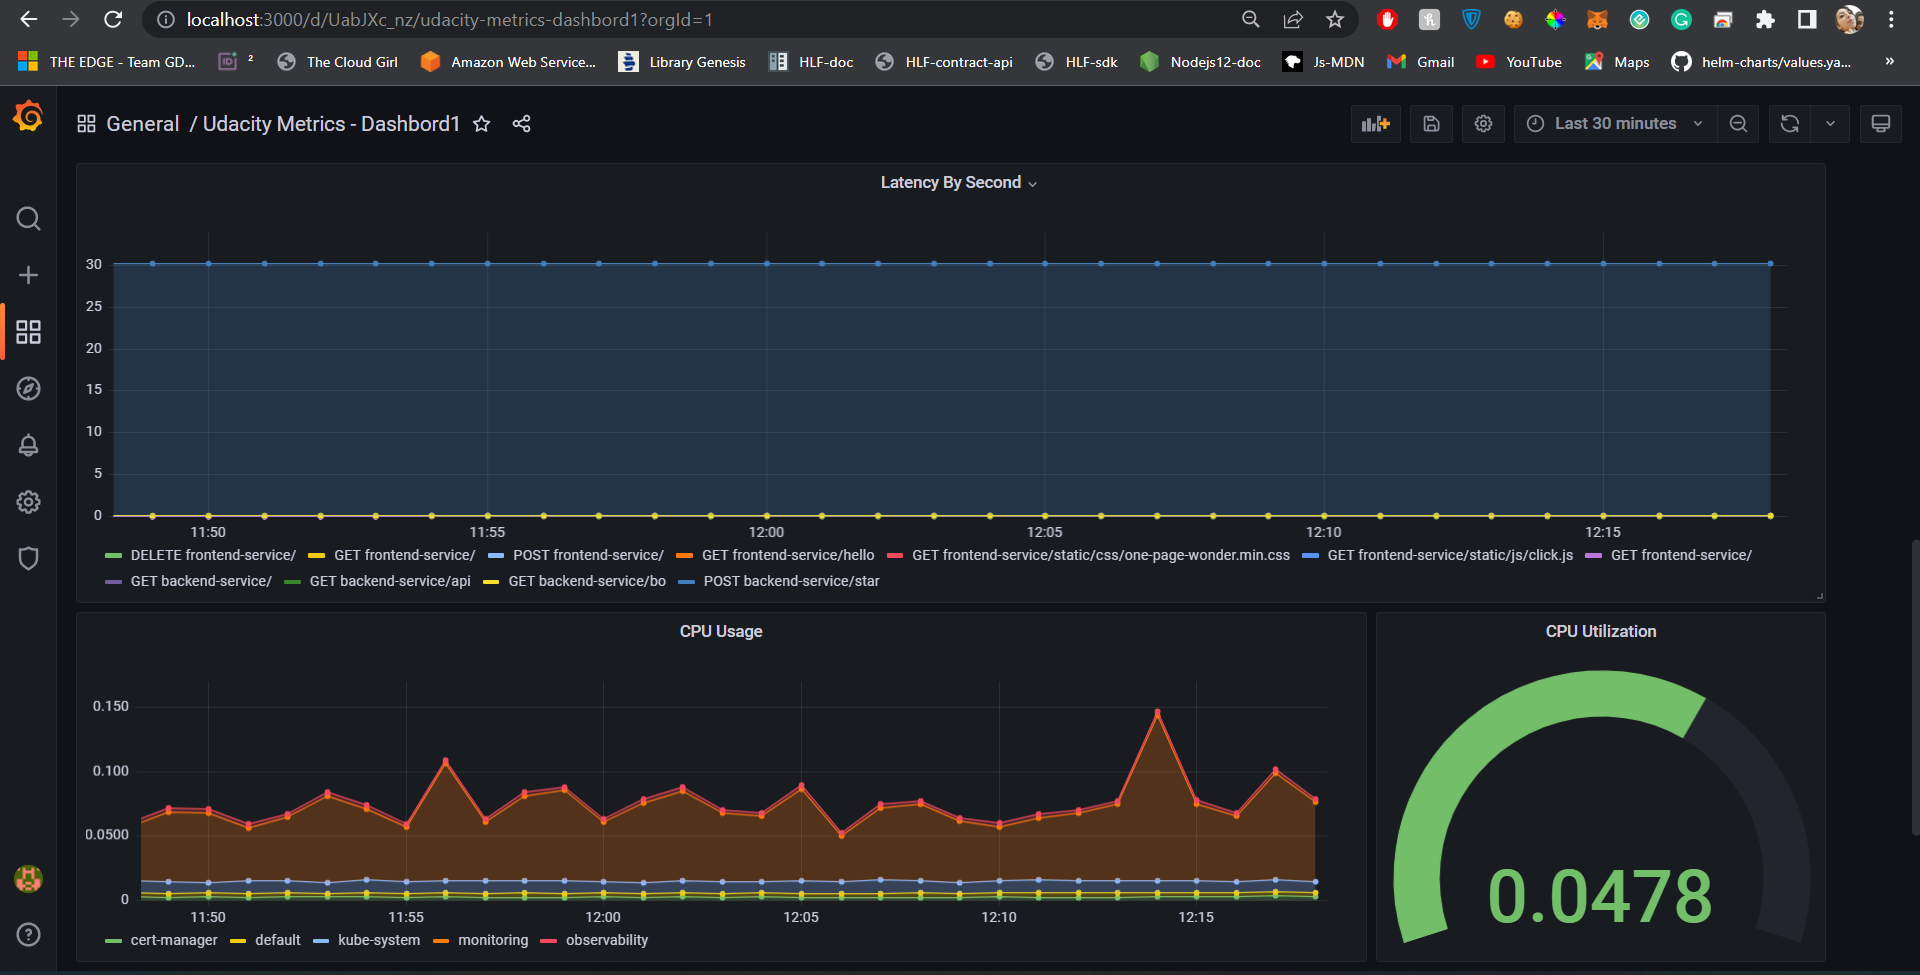 localhost:3000/d/UabJXc_nz/udacity-metrics-dashbord1?orgId=1
THE EDGE - Team GD... ID 2 The Cloud Girl Amazon Web Service... Library Genesis HLF-doc HLF-contract-api HLF-sdk Nodejs12-doc Js-MDN Gmail YouTube Maps helm-charts/values.ya... »
General / Udacity Metrics - Dashbord1 Last 30 minutes
Latency By Second
30
25
20
15
10
5
0
11:50 11:55 12:00 12:05 12:10 12:15
DELETE frontend-service/ GET frontend-service/ POST frontend-service/ GET frontend-service/hello GET frontend-service/static/css/one-page-wonder.min.css GET frontend-service/static/js/click.js GET frontend-service/
GET backend-service/ GET backend-service/api GET backend-service/bo POST backend-service/star
CPU Usage
0.150
0.100
0.0500
0
11:50 11:55 12:00 12:05 12:10 12:15
cert-manager default kube-system monitoring observability
CPU Utilization
0.0478